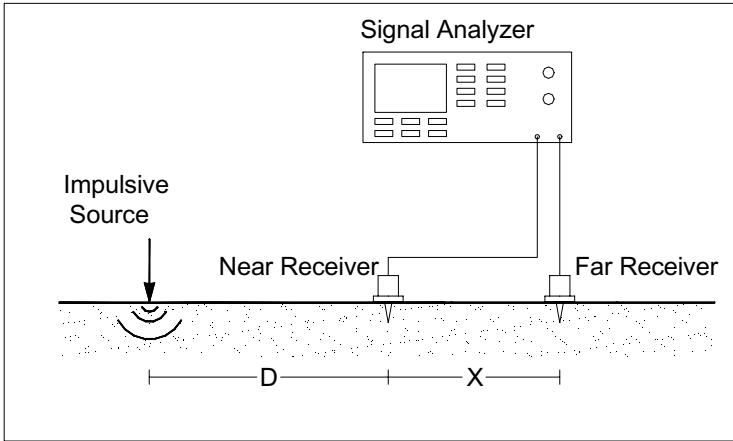 Signal Analyzer
Impulsive
Source
Near Receiver
Far Receiver
D
X